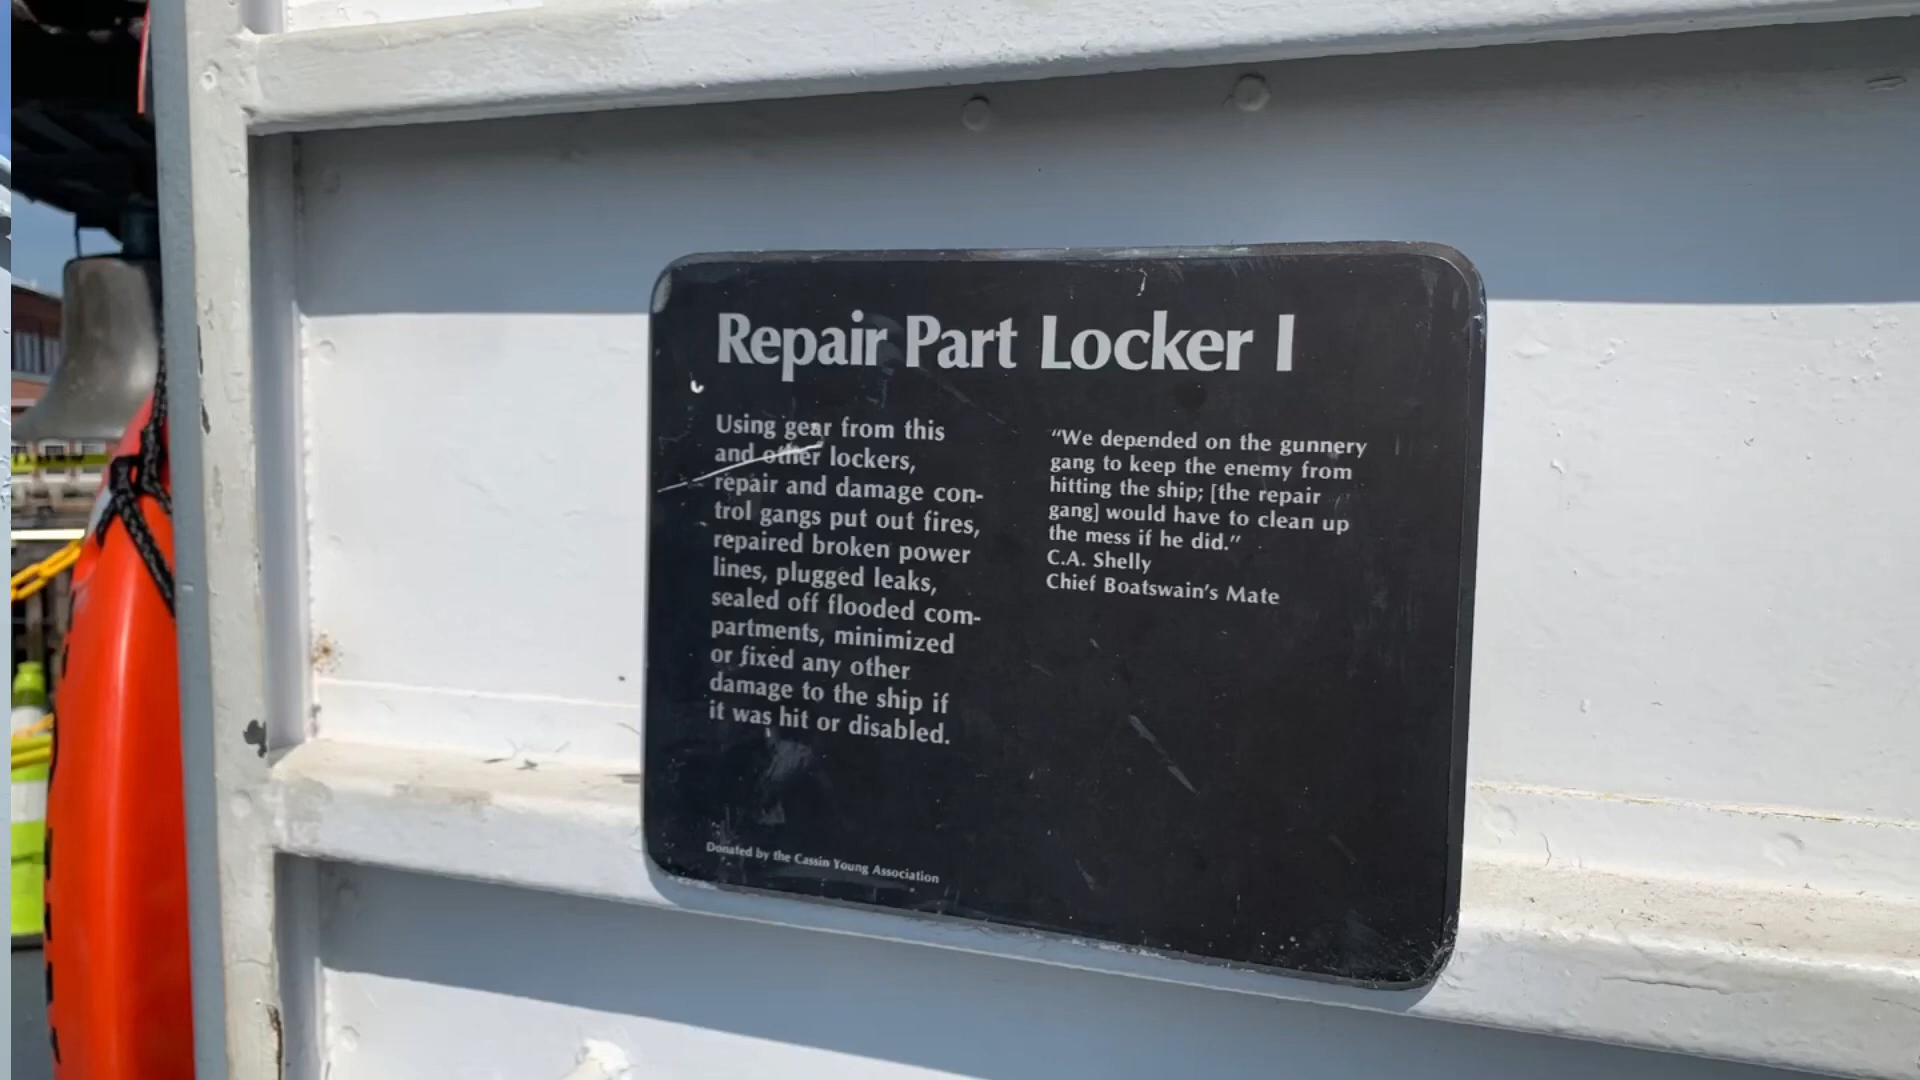 Repair Part Locker I
Using gear from this
and other lockers,
repair and damage con-
trol gangs put out fires,
repaired broken power
lines, plugged leaks,
sealed off flooded com-
partments, minimized
or fixed any other
damage to the ship if
it was hit or disabled.
"We depended on the gunnery
gang to keep the enemy from
hitting the ship; [the repair
gang] would have to clean up
the mess if he did."
C.A. Shelly
Chief Boatswain's Mate
Donated by the Cassin Young Association